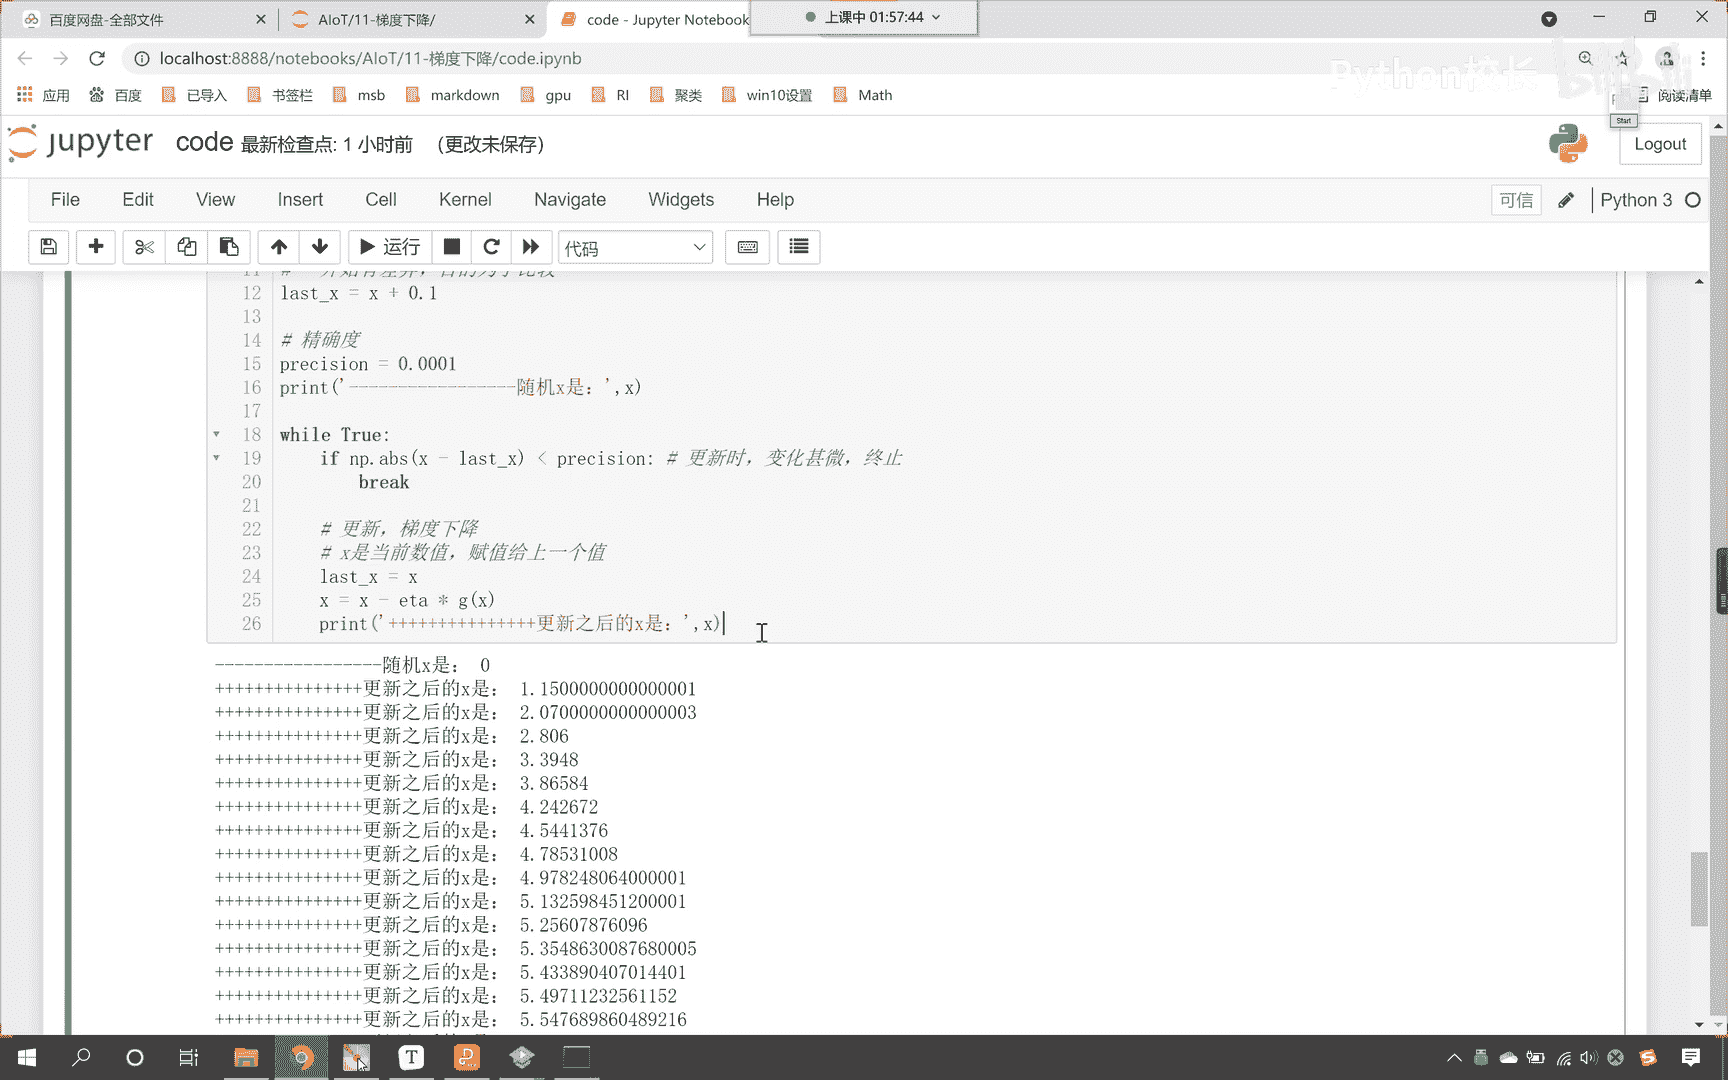 百度网盘-全部文件
AIoT/11-梯度下降/
code - Jupyter Notebook
上课中 01:57:44
localhost:8888/notebooks/AIoT/11-梯度下降/code.ipynb
Python校长
应用
百度
已导入
书签栏
msb
markdown
gpu
RI
聚类
win10设置
Math
阅读清单
Start
jupyter code 最新检查点: 1 小时前 (更改未保存)
Logout
File Edit View Insert Cell Kernel Navigate Widgets Help
可信
Python 3
运行
代码
12 last_x = x + 0.1
13
14 # 精确度
15 precision = 0.0001
16 print('-----------------随机x是：',x)
17
18 while True:
19     if np.abs(x - last_x) < precision: # 更新时，变化甚微，终止
20         break
21
22     # 更新，梯度下降
23     # x是当前数值，赋值给上一个值
24     last_x = x
25     x = x - eta * g(x)
26     print('+++++++++++++++更新之后的x是：',x)
-----------------随机x是： 0
+++++++++++++++更新之后的x是： 1.1500000000000001
+++++++++++++++更新之后的x是： 2.0700000000000003
+++++++++++++++更新之后的x是： 2.806
+++++++++++++++更新之后的x是： 3.3948
+++++++++++++++更新之后的x是： 3.86584
+++++++++++++++更新之后的x是： 4.242672
+++++++++++++++更新之后的x是： 4.5441376
+++++++++++++++更新之后的x是： 4.78531008
+++++++++++++++更新之后的x是： 4.978248064000001
+++++++++++++++更新之后的x是： 5.132598451200001
+++++++++++++++更新之后的x是： 5.25607876096
+++++++++++++++更新之后的x是： 5.3548630087680005
+++++++++++++++更新之后的x是： 5.433890407014401
+++++++++++++++更新之后的x是： 5.49711232561152
+++++++++++++++更新之后的x是： 5.547689860489216